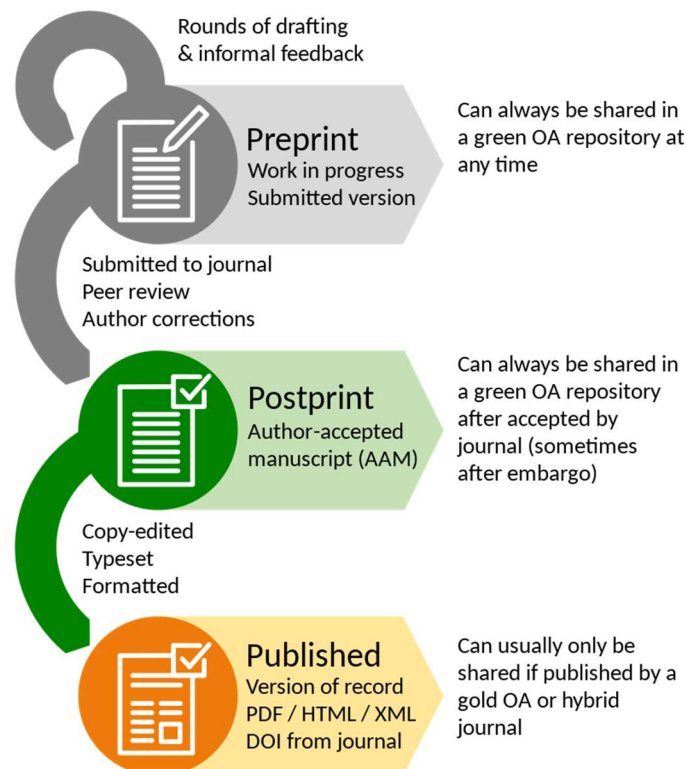 Rounds of drafting
& informal feedback
Preprint
Work in progress
Submitted version
Can always be shared in
a green OA repository at
any time
Submitted to journal
Peer review
Author corrections
Postprint
Author-accepted
manuscript (AAM)
Can always be shared in
a green OA repository
after accepted by
journal (sometimes
after embargo)
Copy-edited
Typeset
Formatted
Published
Version of record
PDF / HTML / XML
DOI from journal
Can usually only be
shared if published by a
gold OA or hybrid
journal